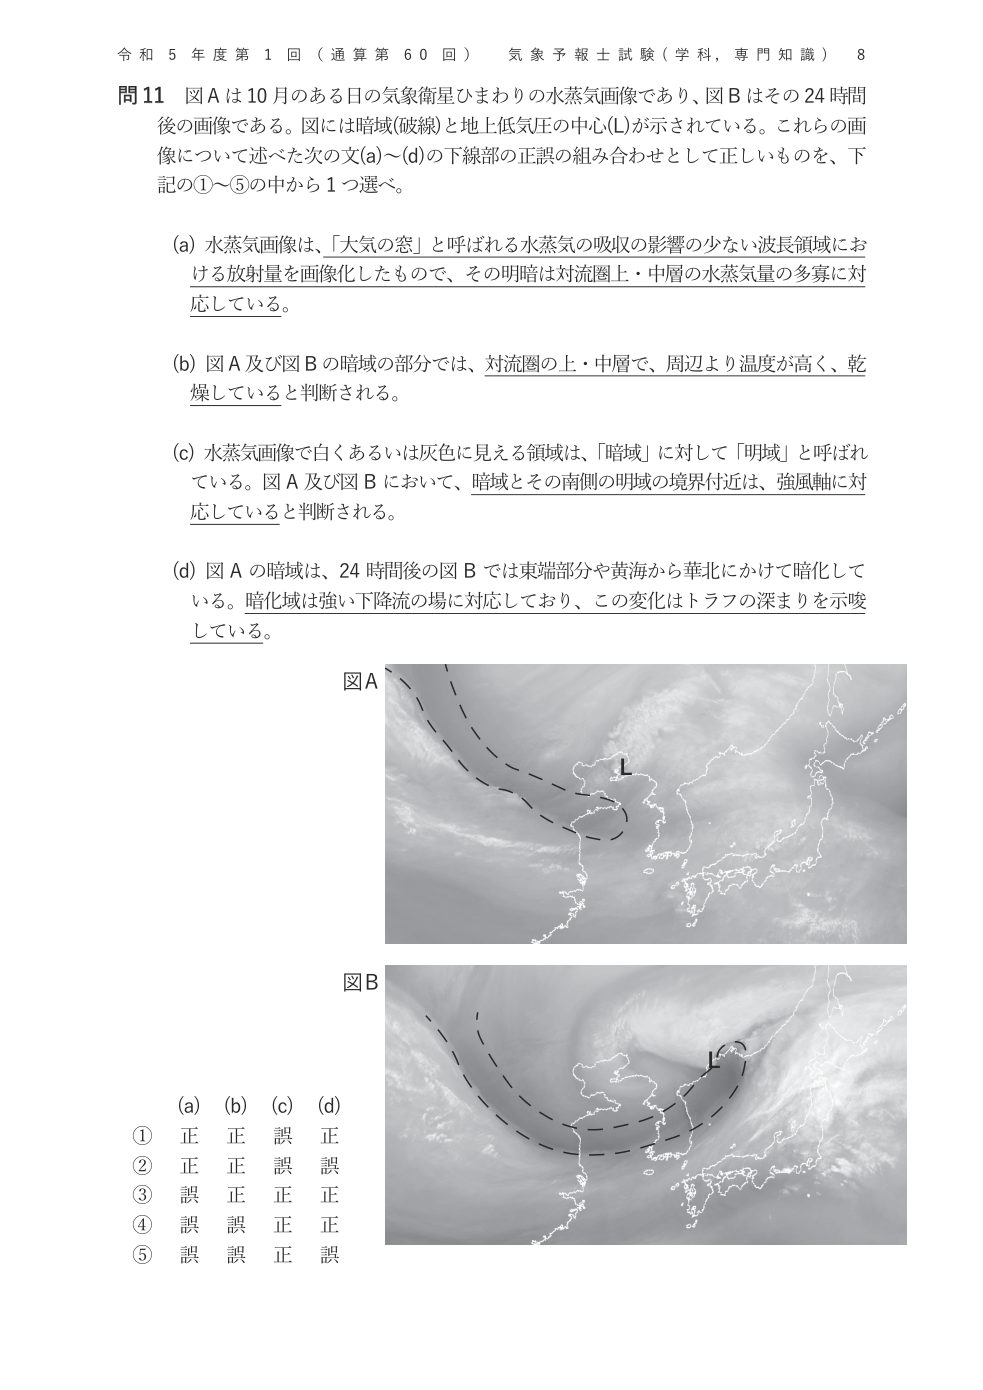 令和5年度第1回（通算第60回）　気象予報士試験(学科, 専門知識)　8
問11　図Aは10月のある日の気象衛星ひまわりの水蒸気画像であり、図Bはその24時間
後の画像である。図には暗域(破線)と地上低気圧の中心(L)が示されている。これらの画
像について述べた次の文(a)～(d)の下線部の正誤の組み合わせとして正しいものを、下
記の①～⑤の中から1つ選べ。
(a) 水蒸気画像は、「大気の窓」と呼ばれる水蒸気の吸収の影響の少ない波長領域にお
ける放射量を画像化したもので、その明暗は対流圏上・中層の水蒸気量の多寡に対
応している。
(b) 図A及び図Bの暗域の部分では、対流圏の上・中層で、周辺より温度が高く、乾
燥していると判断される。
(c) 水蒸気画像で白くあるいは灰色に見える領域は、「暗域」に対して「明域」と呼ばれ
ている。図A及び図Bにおいて、暗域とその南側の明域の境界付近は、強風軸に対
応していると判断される。
(d) 図Aの暗域は、24時間後の図Bでは東端部分や黄海から華北にかけて暗化して
いる。暗化域は強い下降流の場に対応しており、この変化はトラフの深まりを示唆
している。
図A
L
図B
L
(a) (b) (c) (d)
① 正 正 誤 正
② 正 正 誤 誤
③ 誤 正 正 正
④ 誤 誤 正 正
⑤ 誤 誤 正 誤